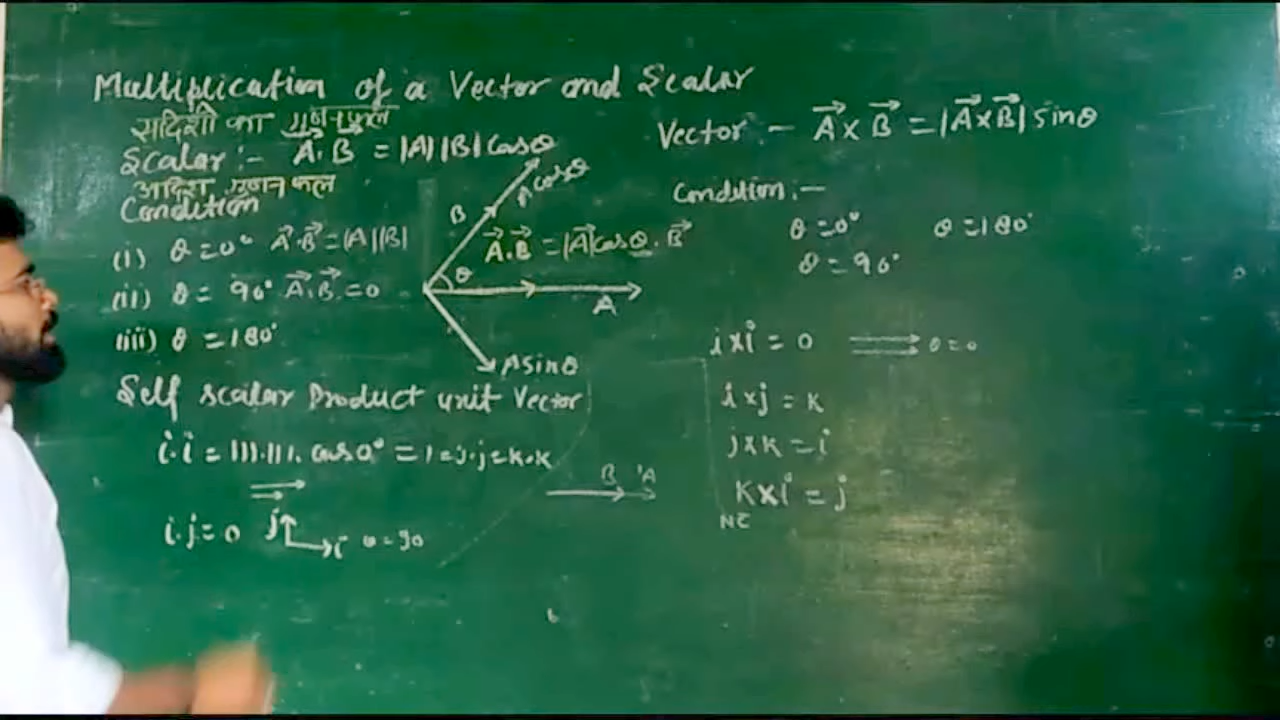 Multiplication of a Vector and Scalar
सदिशो का गुणनफल
Scalar :- A⃗.B⃗ = |A||B|Cosθ
अदिश गुणनफल
Condition
(i) θ = 0° A⃗.B⃗ = |A||B|
(ii) θ = 90° A⃗.B⃗ = 0
(iii) θ = 180°
B
A cosθ
A⃗.B⃗ = |A⃗|cosθ.B⃗
θ
A
A sinθ
Self scalar Product unit Vector
i.i = |1|.|1|. cos0° = 1 = j.j = k.k
i.j = 0 j i θ = 90
B A
Vector :- A⃗ × B⃗ = |A⃗×B⃗| sinθ
Condition :-
θ = 0° θ = 180°
θ = 90°
i × i = 0 θ = 0
i × j = k
j × k = i
k × i = j